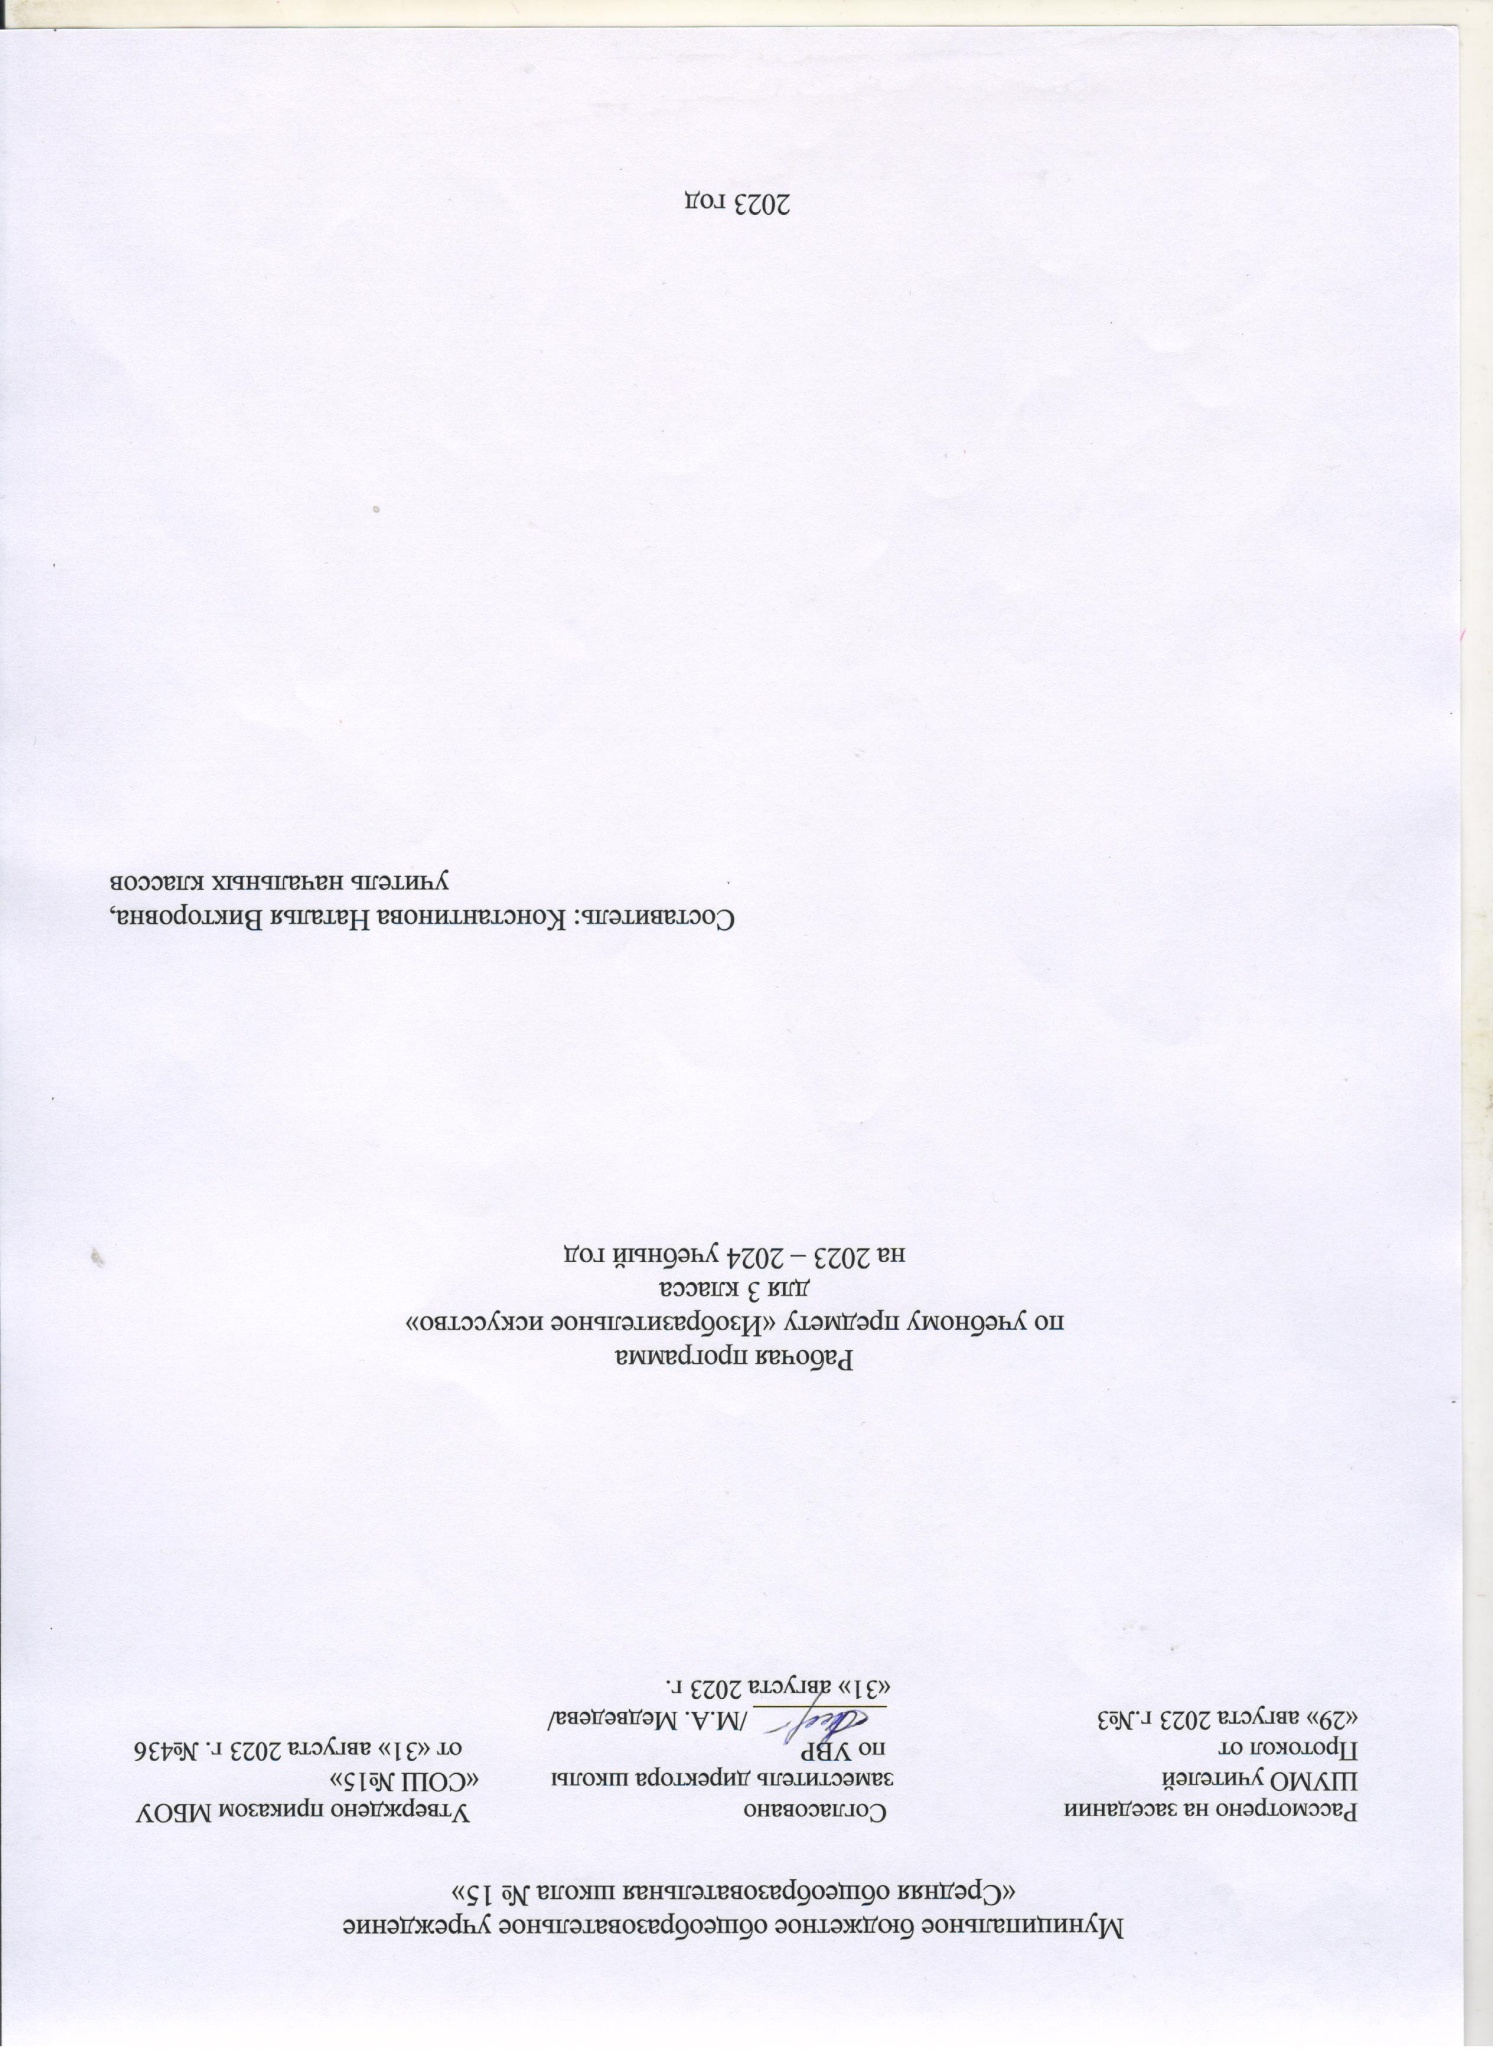 Муниципальное бюджетное общеобразовательное учреждение
«Средняя общеобразовательная школа № 15»
Рассмотрено на заседании
ШУМО учителей
Протокол от
«29» августа 2023 г.№3
Согласовано
заместитель директора школы
по УВР
/М.А. Медведева/
«31» августа 2023 г.
Утверждено приказом МБОУ
«СОШ №15»
от «31» августа 2023 г. №436
Рабочая программа
по учебному предмету «Изобразительное искусство»
для 3 класса
на 2023 – 2024 учебный год
Составитель: Константинова Наталья Викторовна,
учитель начальных классов
2023 год